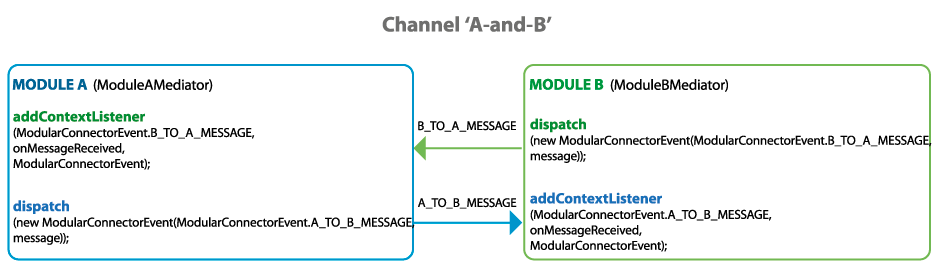 Channel ‘A-and-B’
MODULE A (ModuleAMediator)
addContextListener
(ModularConnectorEvent.B_TO_A_MESSAGE,
onMessageReceived,
ModularConnectorEvent);
dispatch
(new ModularConnectorEvent(ModularConnectorEvent.A_TO_B_MESSAGE,
message));
B_TO_A_MESSAGE
A_TO_B_MESSAGE
MODULE B (ModuleBMediator)
dispatch
(new ModularConnectorEvent(ModularConnectorEvent.B_TO_A_MESSAGE,
message));
addContextListener
(ModularConnectorEvent.A_TO_B_MESSAGE,
onMessageReceived,
ModularConnectorEvent);